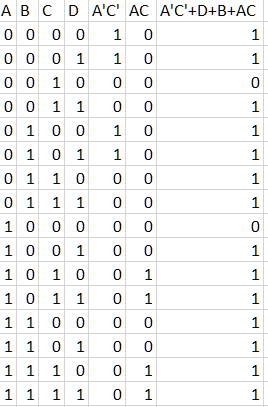 A B C D A'C' AC A'C'+D+B+AC
0 0 0 0 1 0 1
0 0 0 1 1 0 1
0 0 1 0 0 0 0
0 0 1 1 0 0 1
0 1 0 0 1 0 1
0 1 0 1 1 0 1
0 1 1 0 0 0 1
0 1 1 1 0 0 1
1 0 0 0 0 0 0
1 0 0 1 0 0 1
1 0 1 0 0 1 1
1 0 1 1 0 1 1
1 1 0 0 0 0 1
1 1 0 1 0 0 1
1 1 1 0 0 1 1
1 1 1 1 0 1 1